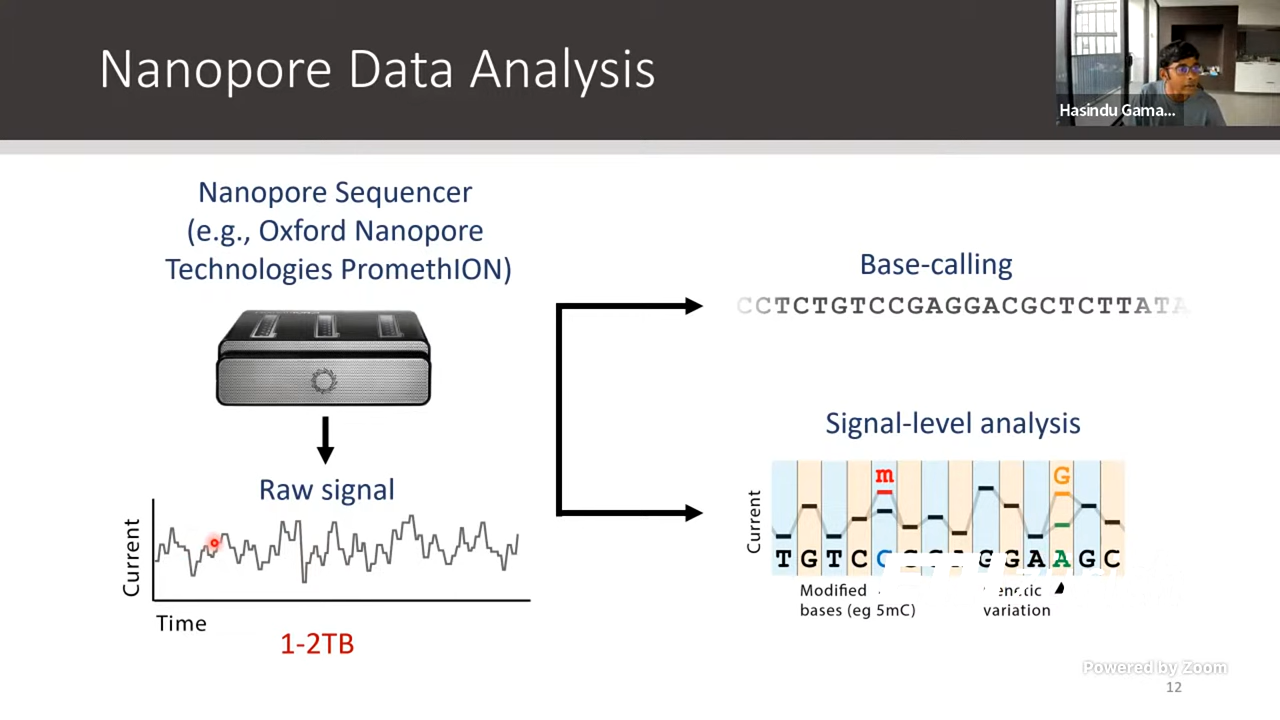 Nanopore Data Analysis
Hasindu Gama...
Nanopore Sequencer
(e.g., Oxford Nanopore
Technologies PromethION)
Raw signal
Current
Time
1-2TB
Base-calling
CCTCTGTCCGAGGACGCTCTTATA
Signal-level analysis
Current
m
G
T G T C C G A G G A A G C
Modified
bases (eg 5mC)
variation
Powered by Zoom
12